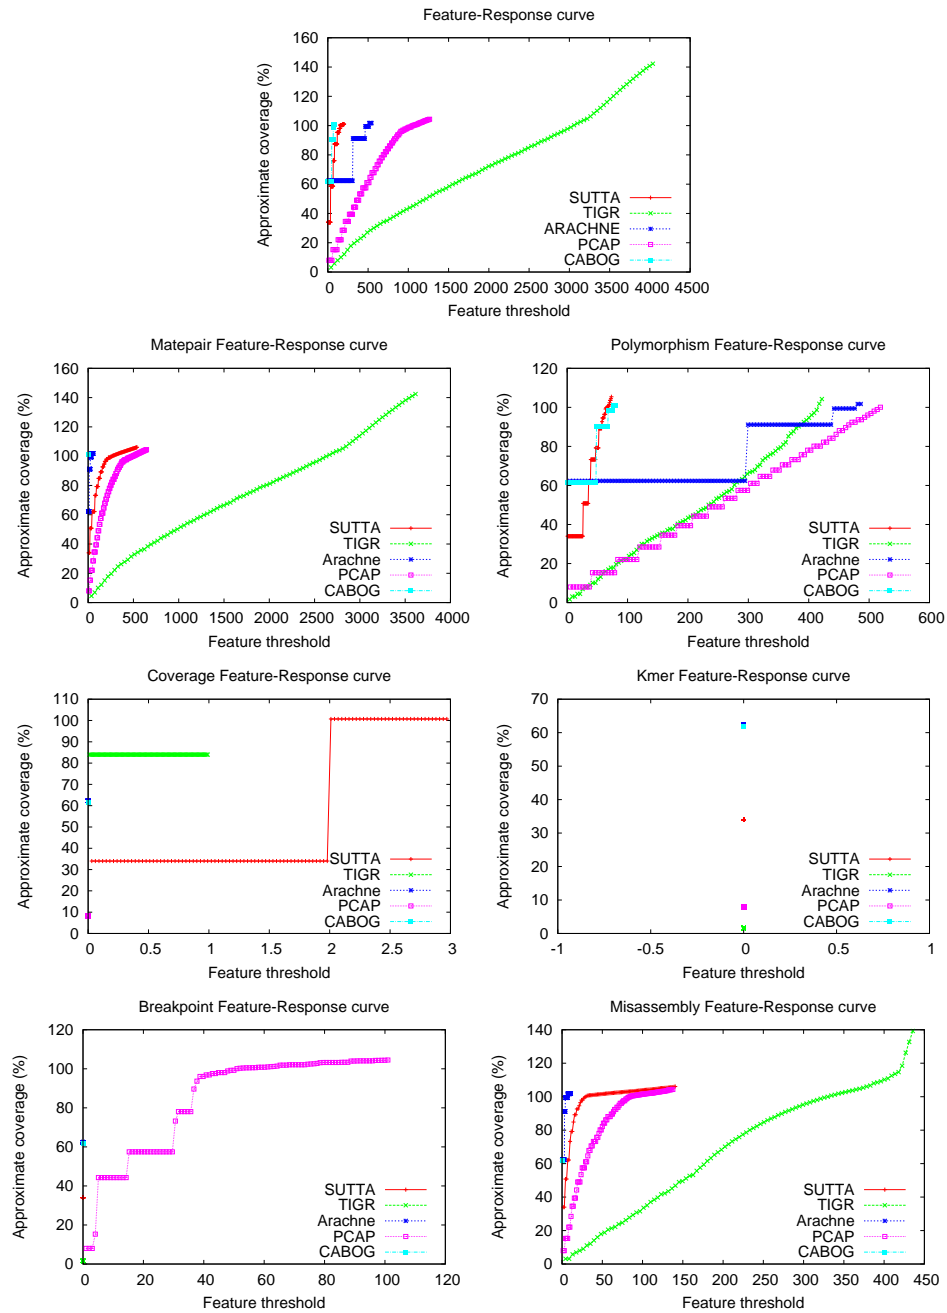 Feature-Response curve
160
140
120
100
80
60
40
20
0
Approximate coverage (%)
SUTTA
TIGR
ARACHNE
PCAP
CABOG
0 500 1000 1500 2000 2500 3000 3500 4000 4500
Feature threshold
Matepair Feature-Response curve
160
140
120
100
80
60
40
20
0
Approximate coverage (%)
SUTTA
TIGR
Arachne
PCAP
CABOG
0 500 1000 1500 2000 2500 3000 3500 4000
Feature threshold
Polymorphism Feature-Response curve
120
100
80
60
40
20
0
Approximate coverage (%)
SUTTA
TIGR
Arachne
PCAP
CABOG
0 100 200 300 400 500 600
Feature threshold
Coverage Feature-Response curve
110
100
90
80
70
60
50
40
30
20
10
0
Approximate coverage (%)
SUTTA
TIGR
Arachne
PCAP
CABOG
0 0.5 1 1.5 2 2.5 3
Feature threshold
Kmer Feature-Response curve
70
60
50
40
30
20
10
0
Approximate coverage (%)
SUTTA
TIGR
Arachne
PCAP
CABOG
-1 -0.5 0 0.5 1
Feature threshold
Breakpoint Feature-Response curve
120
100
80
60
40
20
0
Approximate coverage (%)
SUTTA
TIGR
Arachne
PCAP
CABOG
0 20 40 60 80 100 120
Feature threshold
Misassembly Feature-Response curve
140
120
100
80
60
40
20
0
Approximate coverage (%)
SUTTA
TIGR
Arachne
PCAP
CABOG
0 50 100 150 200 250 300 350 400 450
Feature threshold